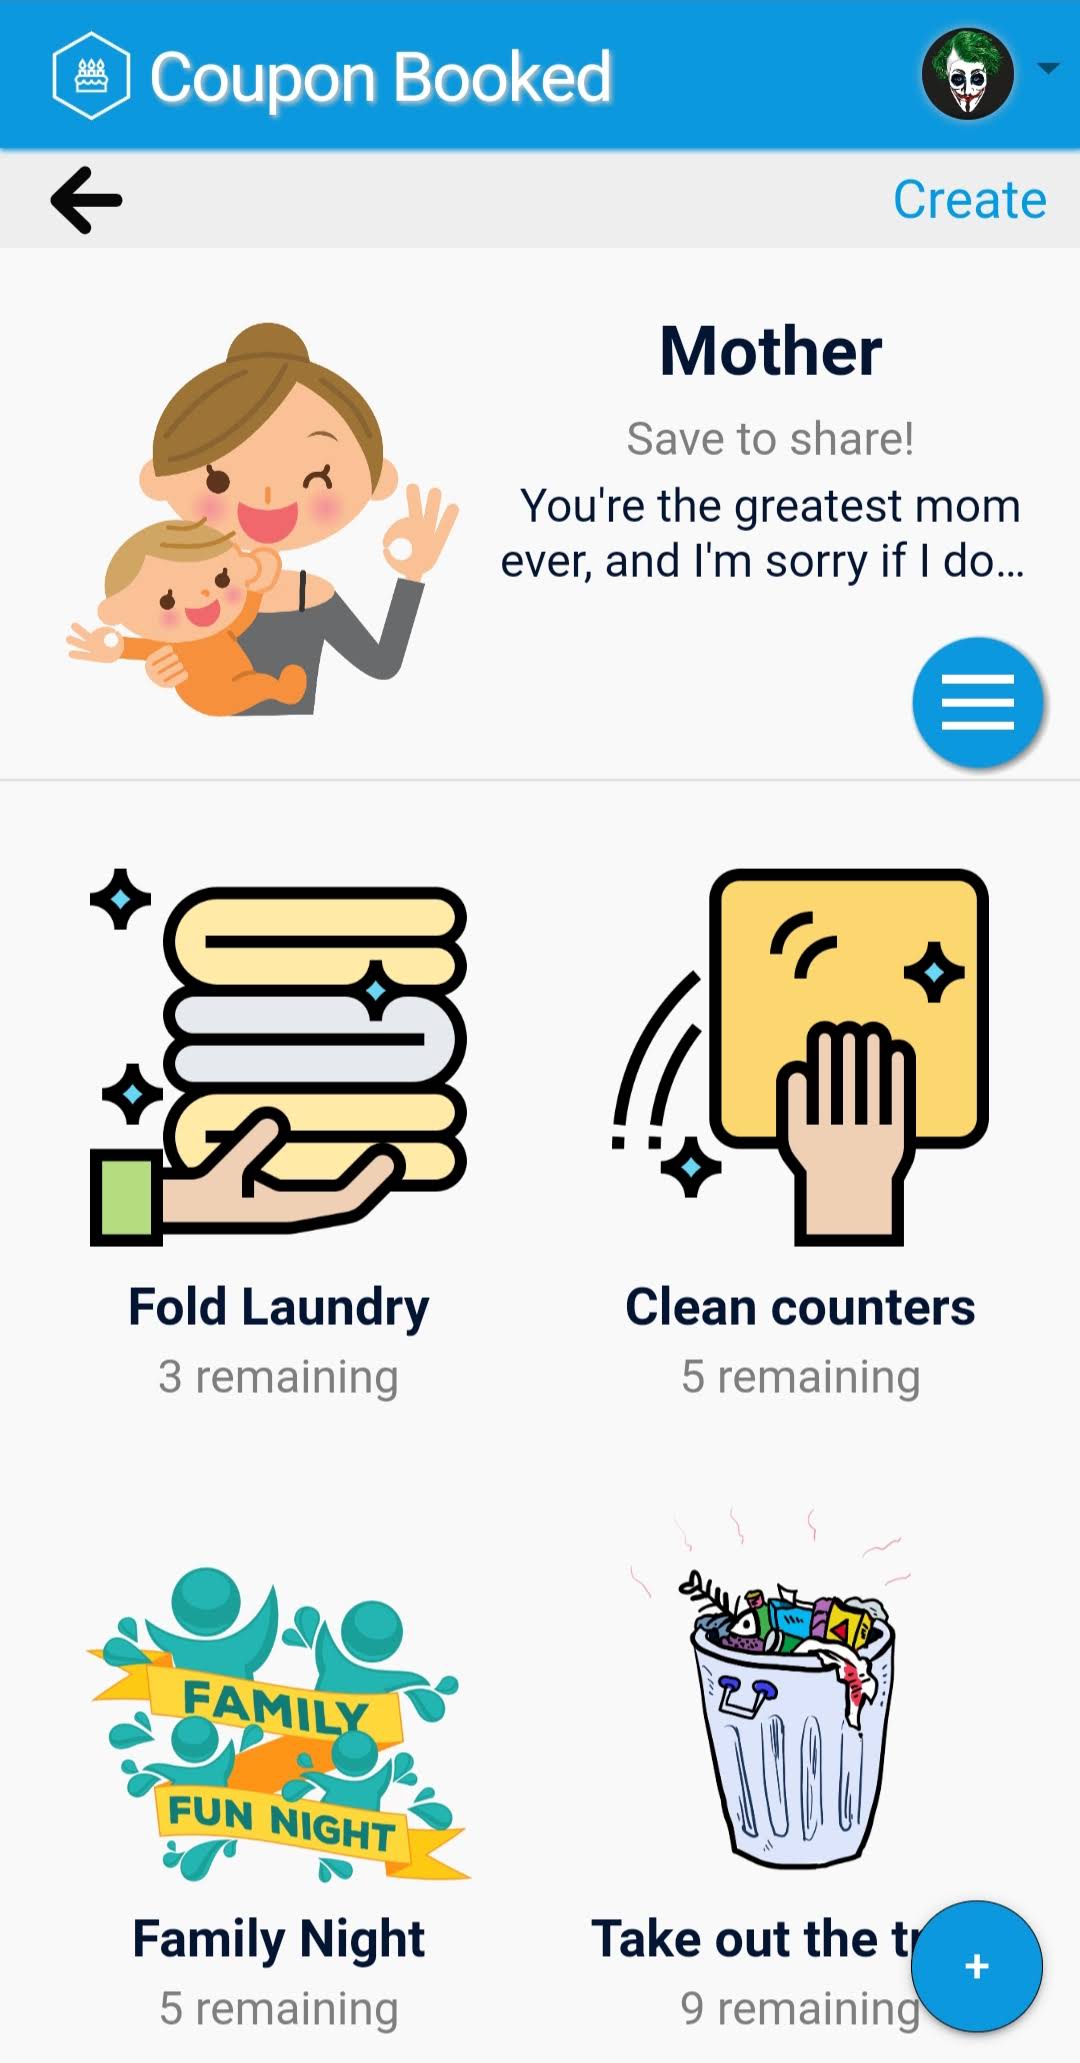 Coupon Booked
Create
Mother
Save to share!
You're the greatest mom
ever, and I'm sorry if I do...
Fold Laundry
3 remaining
Clean counters
5 remaining
FAMILY
FUN NIGHT
Family Night
5 remaining
Take out the
9 remaining
+